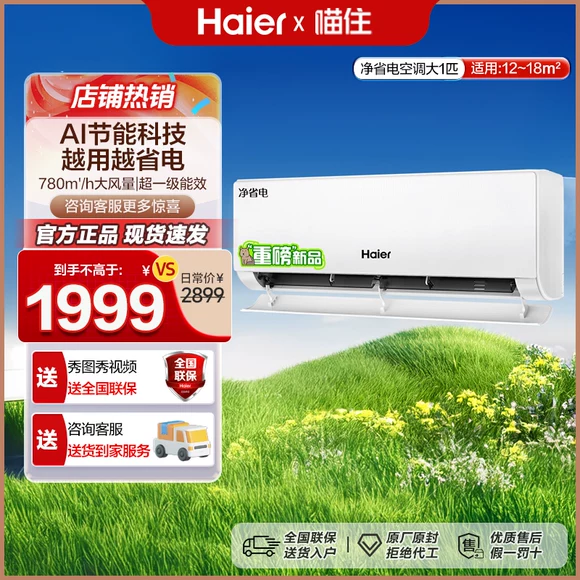 Haier x 喵住
净省电空调大1匹 适用:12~18m²
店铺热销
AI节能科技
越用越省电
780m³/h大风量|超一级能效
咨询客服更多惊喜
官方正品 现货速发
到手不高于: ¥
VS
日常价¥
1999
2899
送
秀图秀视频
送全国联保
全国
联保
Haier
送
咨询客服
送货到家服务
净省电
Haier
重磅新品
全国联保
送货入户
原厂原封
拒绝代工
售
优质售后
假一罚十